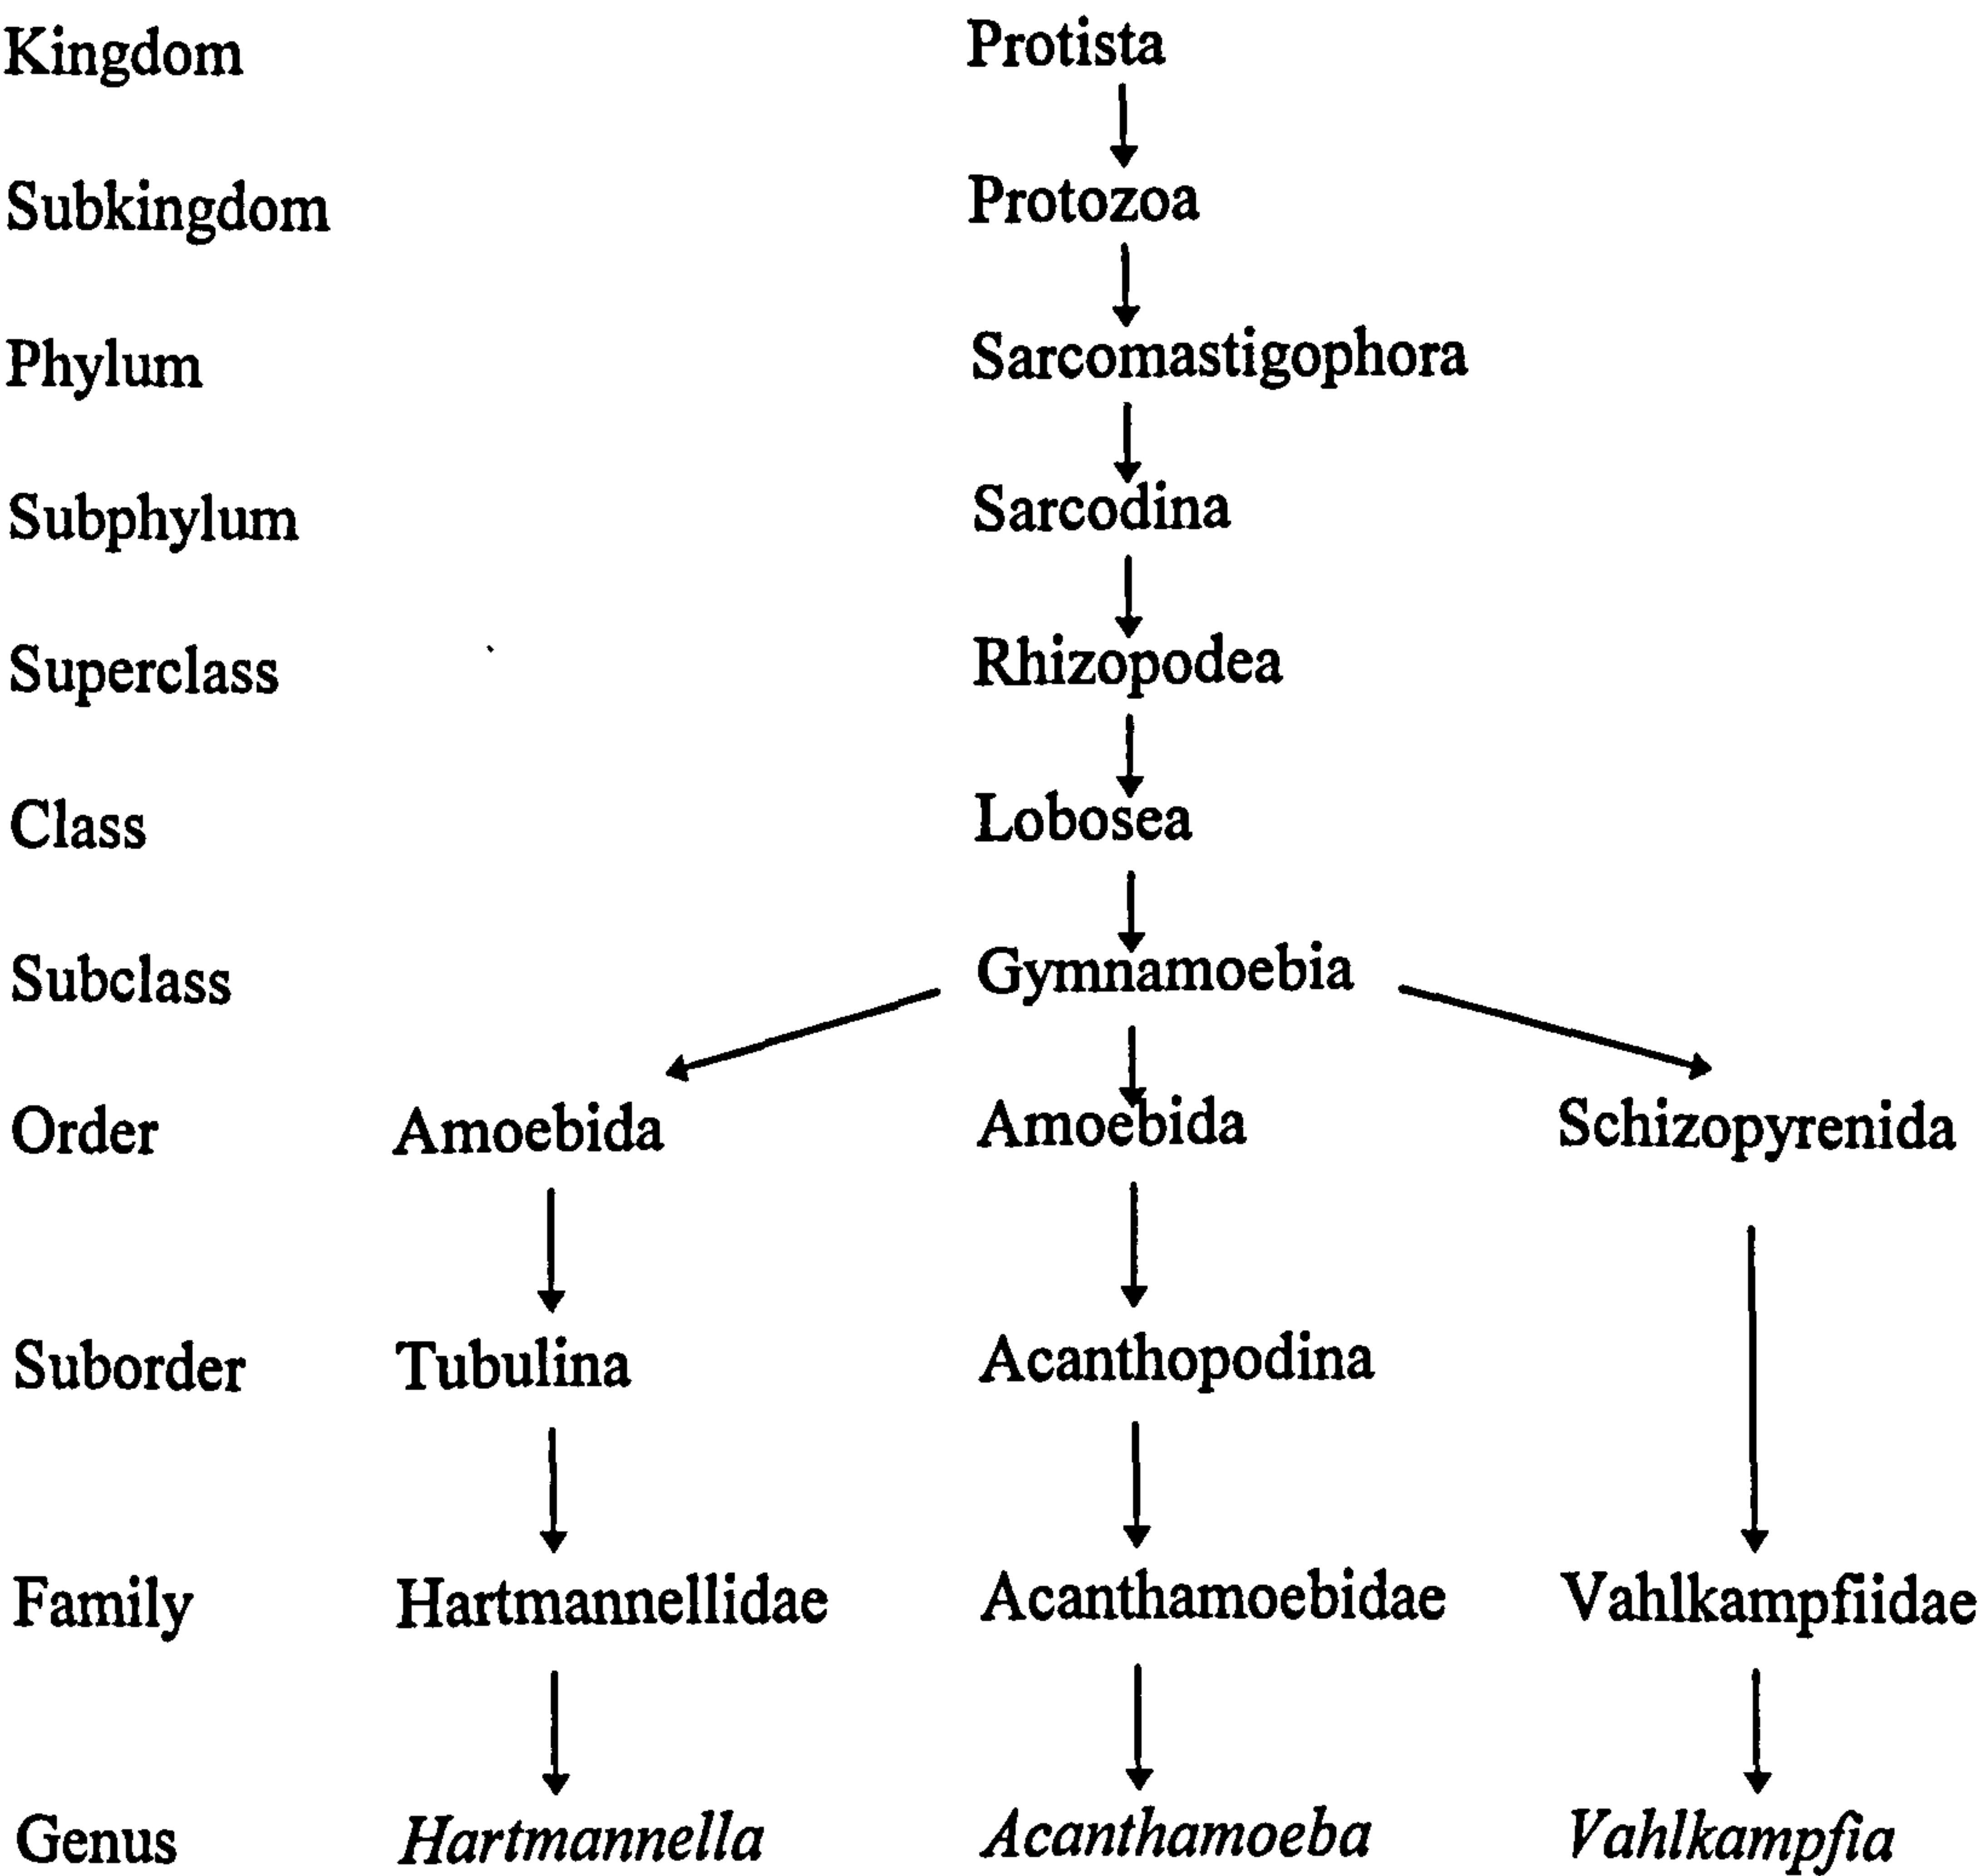 Kingdom Protista
Subkingdom Protozoa
Phylum Sarcomastigophora
Subphylum Sarcodina
Superclass Rhizopodea
Class Lobosea
Subclass Gymnamoebia
Order Amoebida Amoebida Schizopyrenida
Suborder Tubulina Acanthopodina
Family Hartmannellidae Acanthamoebidae Vahlkampfiidae
Genus Hartmannella Acanthamoeba Vahlkampfia